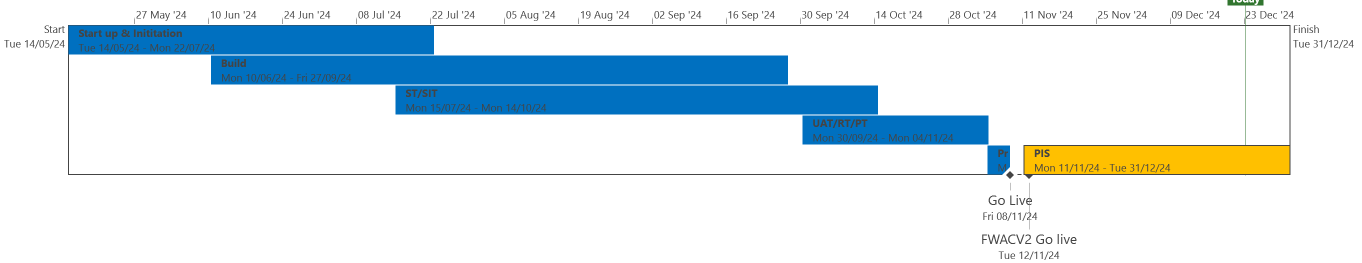 Today
27 May '24 10 Jun '24 24 Jun '24 08 Jul '24 22 Jul '24 05 Aug '24 19 Aug '24 02 Sep '24 16 Sep '24 30 Sep '24 14 Oct '24 28 Oct '24 11 Nov '24 25 Nov '24 09 Dec '24 23 Dec '24
Start
Tue 14/05/24
Start up & Inititation
Tue 14/05/24 - Mon 22/07/24
Finish
Tue 31/12/24
Build
Mon 10/06/24 - Fri 27/09/24
ST/SIT
Mon 15/07/24 - Mon 14/10/24
UAT/RT/PT
Mon 30/09/24 - Mon 04/11/24
Pr
M
PIS
Mon 11/11/24 - Tue 31/12/24
Go Live
Fri 08/11/24
FWACV2 Go live
Tue 12/11/24